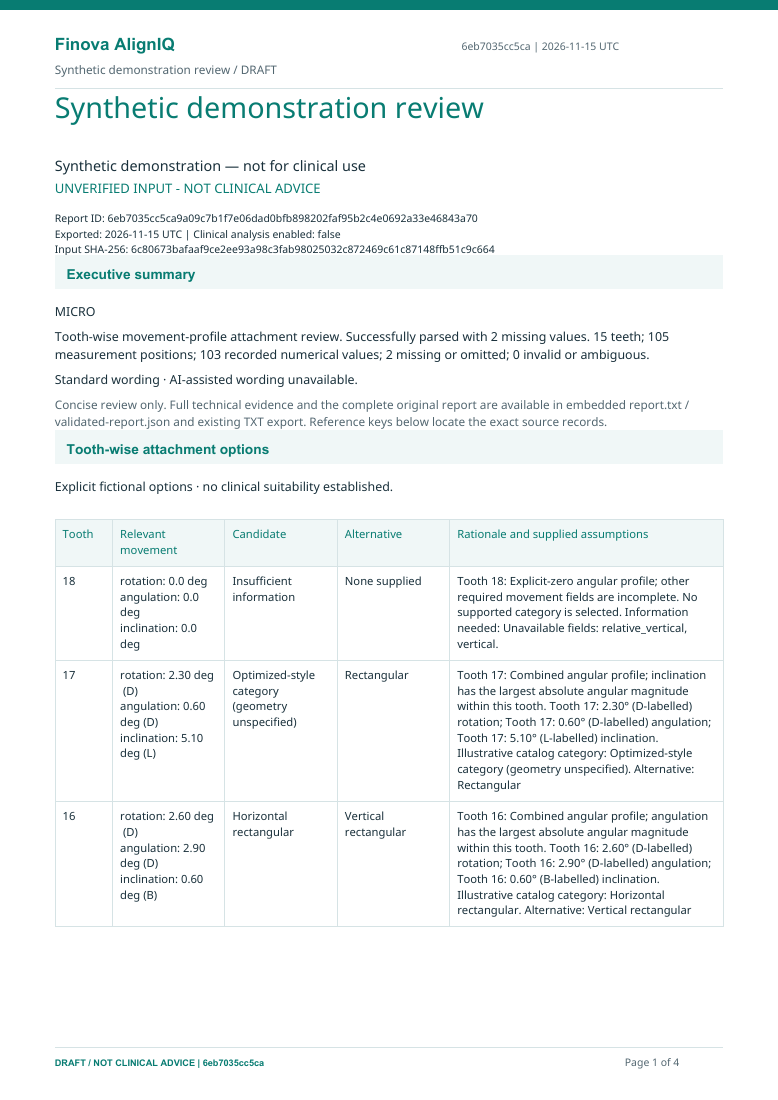 Finova AlignIQ
6eb7035cc5ca | 2026-11-15 UTC
Synthetic demonstration review / DRAFT
Synthetic demonstration review
Synthetic demonstration — not for clinical use
UNVERIFIED INPUT - NOT CLINICAL ADVICE
Report ID: 6eb7035cc5ca9a09c7b1f7e06dad0bfb898202faf95b2c4e0692a33e46843a70
Exported: 2026-11-15 UTC | Clinical analysis enabled: false
Input SHA-256: 6c80673bafaaf9ce2ee93a98c3fab98025032c872469c61c87148ffb51c9c664
Executive summary
MICRO
Tooth-wise movement-profile attachment review. Successfully parsed with 2 missing values. 15 teeth; 105
measurement positions; 103 recorded numerical values; 2 missing or omitted; 0 invalid or ambiguous.
Standard wording · AI-assisted wording unavailable.
Concise review only. Full technical evidence and the complete original report are available in embedded report.txt /
validated-report.json and existing TXT export. Reference keys below locate the exact source records.
Tooth-wise attachment options
Explicit fictional options · no clinical suitability established.
Tooth
Relevant
movement
Candidate
Alternative
Rationale and supplied assumptions
18
rotation: 0.0 deg
angulation: 0.0
deg
inclination: 0.0
deg
Insufficient
information
None supplied
Tooth 18: Explicit-zero angular profile; other
required movement fields are incomplete. No
supported category is selected. Information
needed: Unavailable fields: relative_vertical,
vertical.
17
rotation: 2.30 deg
(D)
angulation: 0.60
deg (D)
inclination: 5.10
deg (L)
Optimized-style
category
(geometry
unspecified)
Rectangular
Tooth 17: Combined angular profile; inclination
has the largest absolute angular magnitude
within this tooth. Tooth 17: 2.30° (D-labelled)
rotation; Tooth 17: 0.60° (D-labelled) angulation;
Tooth 17: 5.10° (L-labelled) inclination.
Illustrative catalog category: Optimized-style
category (geometry unspecified). Alternative:
Rectangular
16
rotation: 2.60 deg
(D)
angulation: 2.90
deg (D)
inclination: 0.60
deg (B)
Horizontal
rectangular
Vertical
rectangular
Tooth 16: Combined angular profile; angulation
has the largest absolute angular magnitude
within this tooth. Tooth 16: 2.60° (D-labelled)
rotation; Tooth 16: 2.90° (D-labelled) angulation;
Tooth 16: 0.60° (B-labelled) inclination.
Illustrative catalog category: Horizontal
rectangular. Alternative: Vertical rectangular
DRAFT / NOT CLINICAL ADVICE | 6eb7035cc5ca
Page 1 of 4